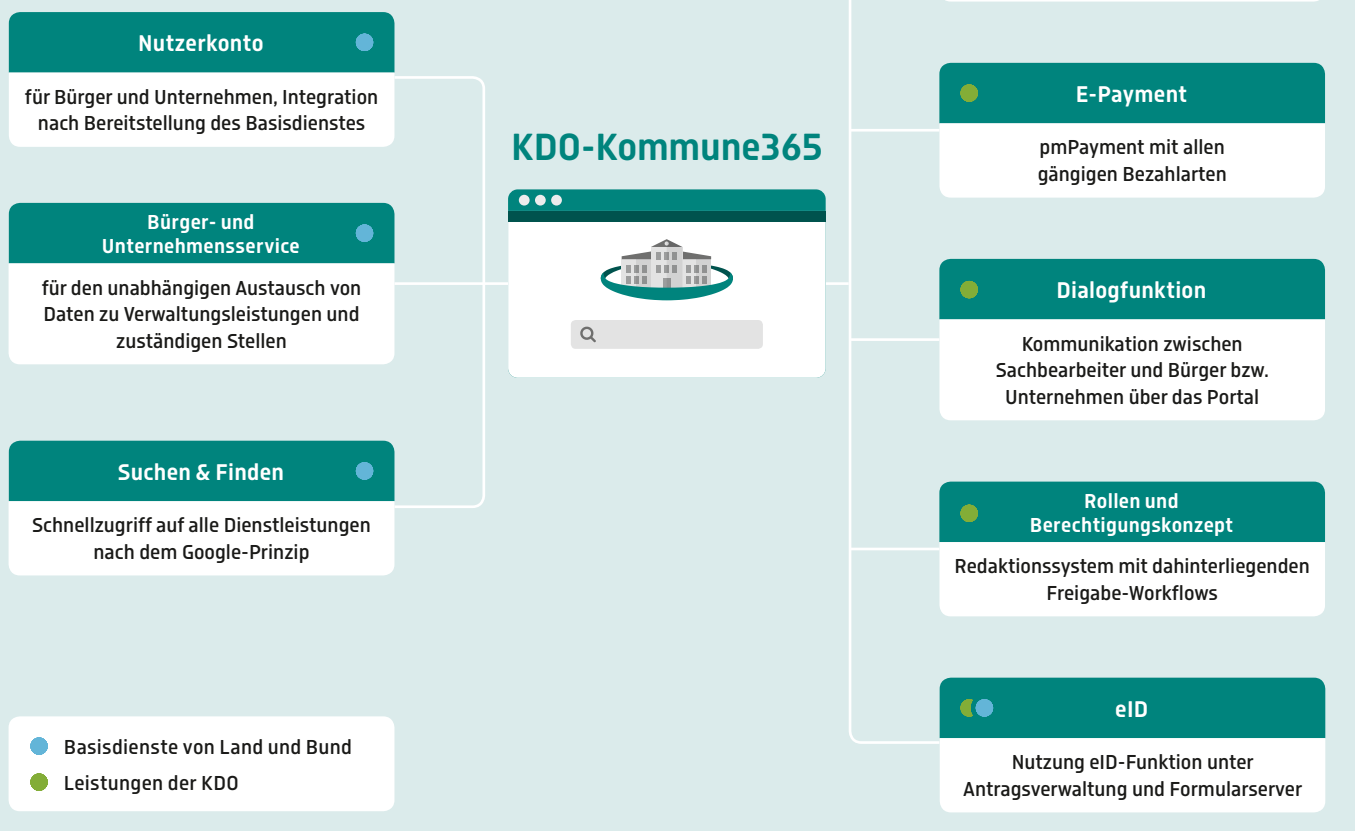 Nutzerkonto
für Bürger und Unternehmen, Integration
nach Bereitstellung des Basisdienstes
Bürger- und
Unternehmensservice
für den unabhängigen Austausch von
Daten zu Verwaltungsleistungen und
zuständigen Stellen
Suchen & Finden
Schnellzugriff auf alle Dienstleistungen
nach dem Google-Prinzip
Basisdienste von Land und Bund
Leistungen der KDO
KDO-Kommune365
E-Payment
pmPayment mit allen
gängigen Bezahlarten
Dialogfunktion
Kommunikation zwischen
Sachbearbeiter und Bürger bzw.
Unternehmen über das Portal
Rollen und
Berechtigungskonzept
Redaktionssystem mit dahinterliegenden
Freigabe-Workflows
eID
Nutzung eID-Funktion unter
Antragsverwaltung und Formularserver